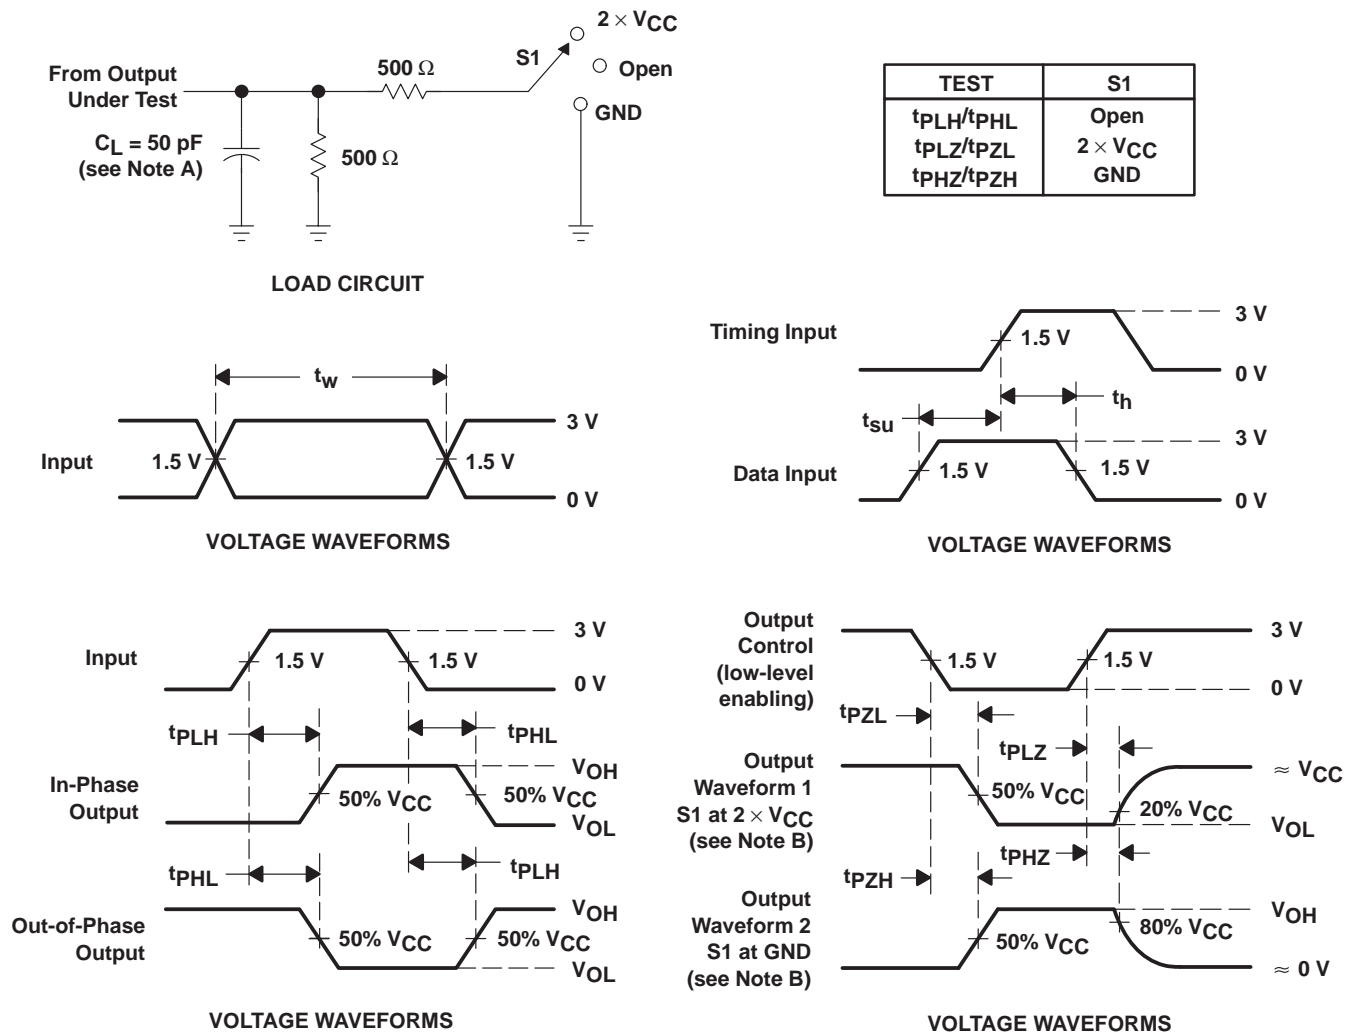 2 × VCC
S1
500 Ω
Open
From Output
Under Test
GND
CL = 50 pF
(see Note A)
500 Ω
LOAD CIRCUIT
TEST S1
tPLH/tPHL Open
tPLZ/tPZL 2 × VCC
tPHZ/tPZH GND
tw
3 V
Input 1.5 V 1.5 V
0 V
VOLTAGE WAVEFORMS
3 V
Timing Input 1.5 V
0 V
th
tsu
3 V
Data Input 1.5 V 1.5 V
0 V
VOLTAGE WAVEFORMS
3 V
Input 1.5 V 1.5 V
0 V
tPLH tPHL
VOH
In-Phase
Output
50% VCC 50% VCC
VOL
tPHL tPLH
VOH
Out-of-Phase
Output
50% VCC 50% VCC
VOL
VOLTAGE WAVEFORMS
Output
Control
(low-level
enabling)
3 V
1.5 V 1.5 V
0 V
tPZL
tPLZ
Output
Waveform 1
S1 at 2 × VCC
(see Note B)
≈ VCC
50% VCC 20% VCC
VOL
tPHZ
tPZH
Output
Waveform 2
S1 at GND
(see Note B)
VOH
50% VCC 80% VCC
≈ 0 V
VOLTAGE WAVEFORMS